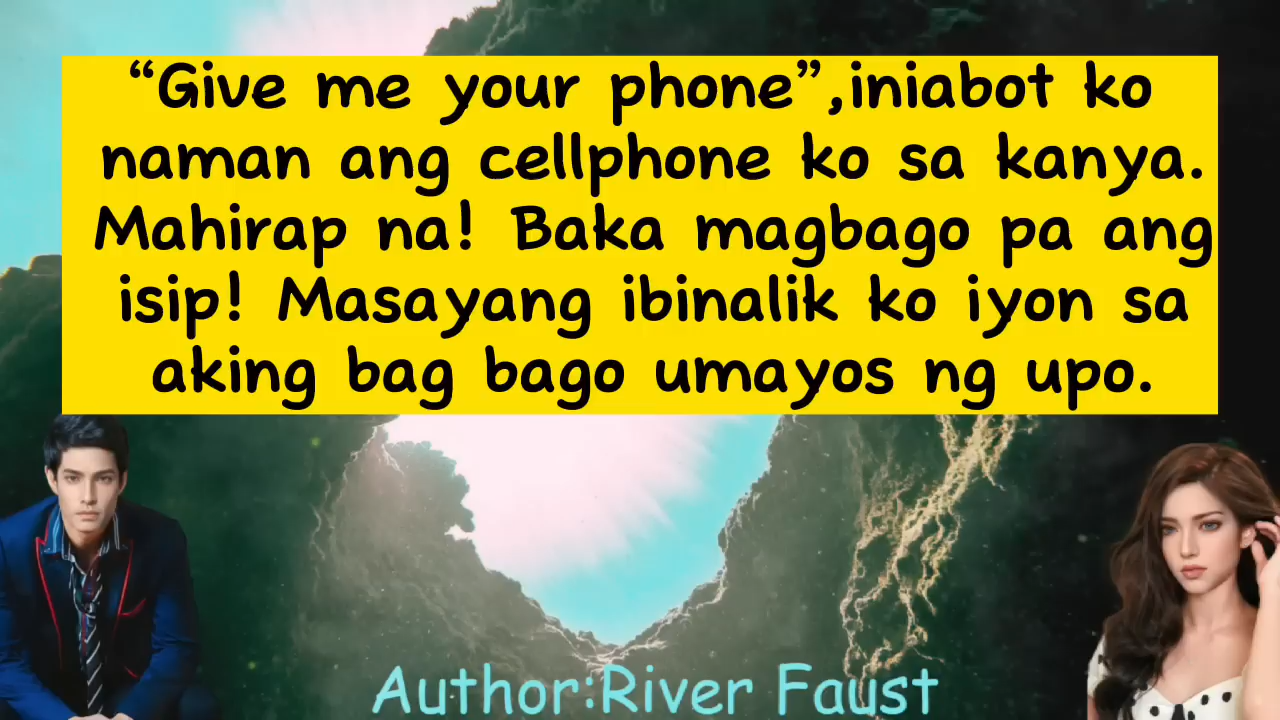 “Give me your phone”,iniabot ko
naman ang cellphone ko sa kanya.
Mahirap na! Baka magbago pa ang
isip! Masayang ibinalik ko iyon sa
aking bag bago umayos ng upo.
Author:River Faust